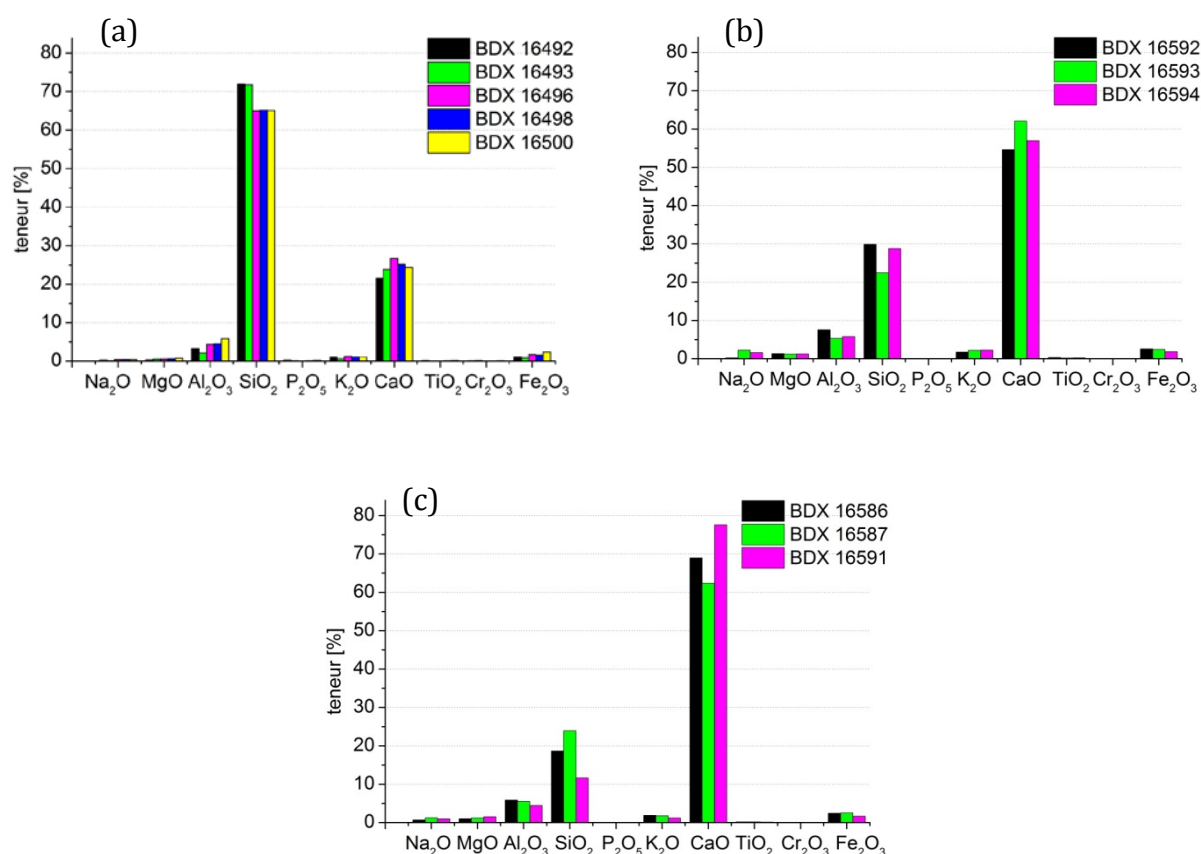 (a)
BDX 16492
BDX 16493
BDX 16496
BDX 16498
BDX 16500
teneur [%]
80
70
60
50
40
30
20
10
0
Na₂O MgO Al₂O₃ SiO₂ P₂O₅ K₂O CaO TiO₂ Cr₂O₃ Fe₂O₃
(b)
BDX 16592
BDX 16593
BDX 16594
teneur [%]
80
70
60
50
40
30
20
10
0
Na₂O MgO Al₂O₃ SiO₂ P₂O₅ K₂O CaO TiO₂ Cr₂O₃ Fe₂O₃
(c)
BDX 16586
BDX 16587
BDX 16591
teneur [%]
80
70
60
50
40
30
20
10
0
Na₂O MgO Al₂O₃ SiO₂ P₂O₅ K₂O CaO TiO₂ Cr₂O₃ Fe₂O₃